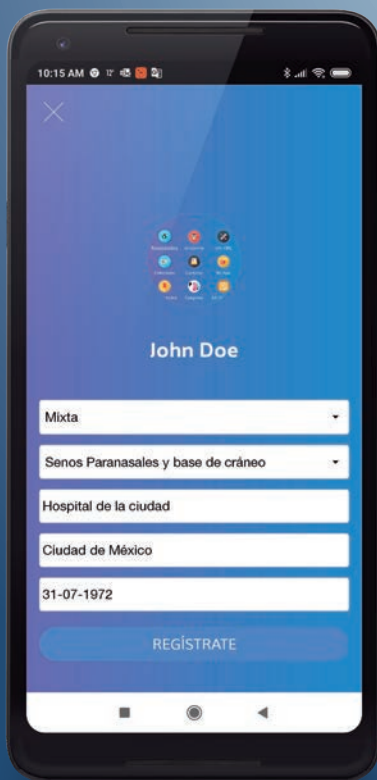 10:15 AM 12°
John Doe
Mixta
Senos Paranasales y base de cráneo
Hospital de la ciudad
Ciudad de México
31-07-1972
REGÍSTRATE